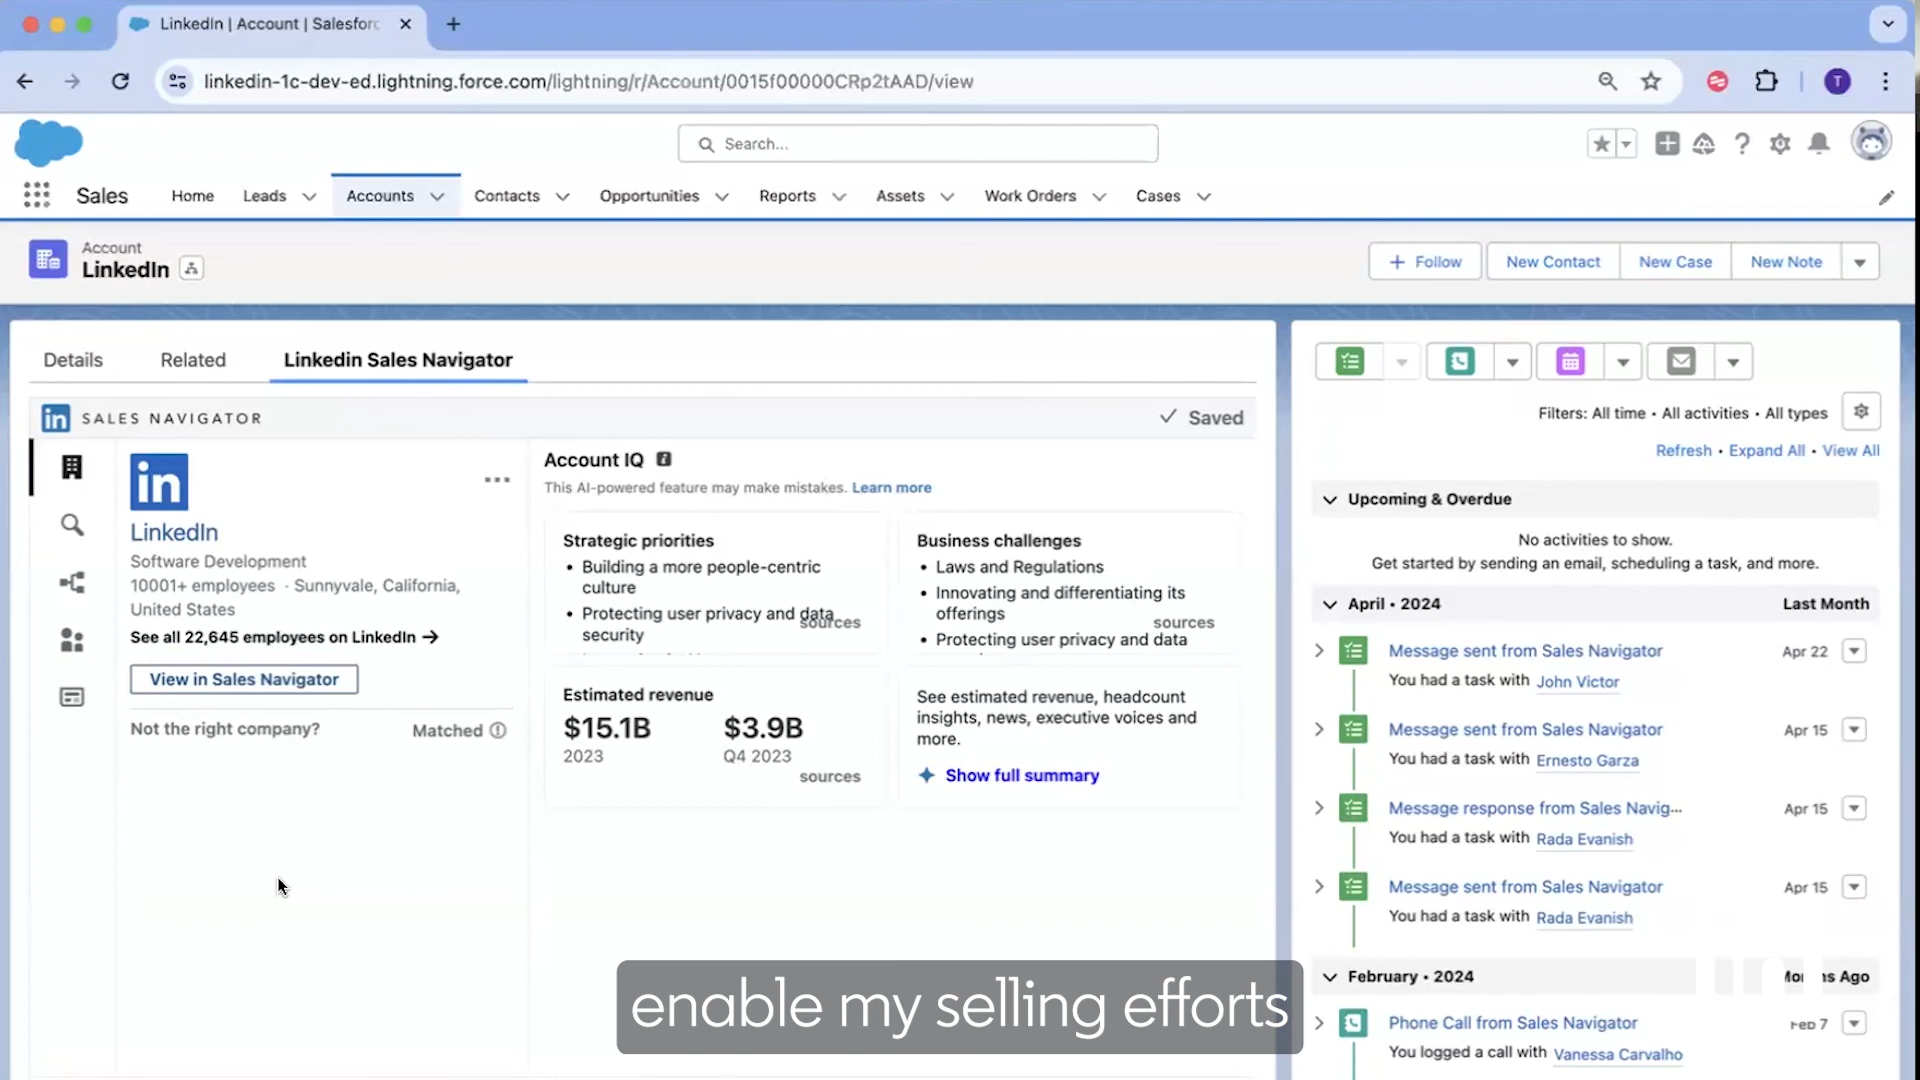 LinkedIn | Account | Salesforc
linkedin-1c-dev-ed.lightning.force.com/lightning/r/Account/0015f00000CRp2tAAD/view
T
Search...
Sales
Home
Leads
Accounts
Contacts
Opportunities
Reports
Assets
Work Orders
Cases
Account
LinkedIn
+ Follow
New Contact
New Case
New Note
Details
Related
Linkedin Sales Navigator
in SALES NAVIGATOR
Saved
in
LinkedIn
Software Development
10001+ employees · Sunnyvale, California,
United States
See all 22,645 employees on LinkedIn →
View in Sales Navigator
Not the right company?
Matched
Account IQ
This AI-powered feature may make mistakes. Learn more
Strategic priorities
• Building a more people-centric
culture
• Protecting user privacy and data
security
sources
Business challenges
• Laws and Regulations
• Innovating and differentiating its
offerings
sources
• Protecting user privacy and data
Estimated revenue
$15.1B
2023
$3.9B
Q4 2023
sources
See estimated revenue, headcount
insights, news, executive voices and
more.
Show full summary
Filters: All time • All activities • All types
Refresh • Expand All • View All
Upcoming & Overdue
No activities to show.
Get started by sending an email, scheduling a task, and more.
April • 2024
Last Month
Message sent from Sales Navigator
Apr 22
You had a task with John Victor
Message sent from Sales Navigator
Apr 15
You had a task with Ernesto Garza
Message response from Sales Navig...
Apr 15
You had a task with Rada Evanish
Message sent from Sales Navigator
Apr 15
You had a task with Rada Evanish
February • 2024
Ago
Phone Call from Sales Navigator
Feb 7
You logged a call with Vanessa Carvalho
enable my selling efforts